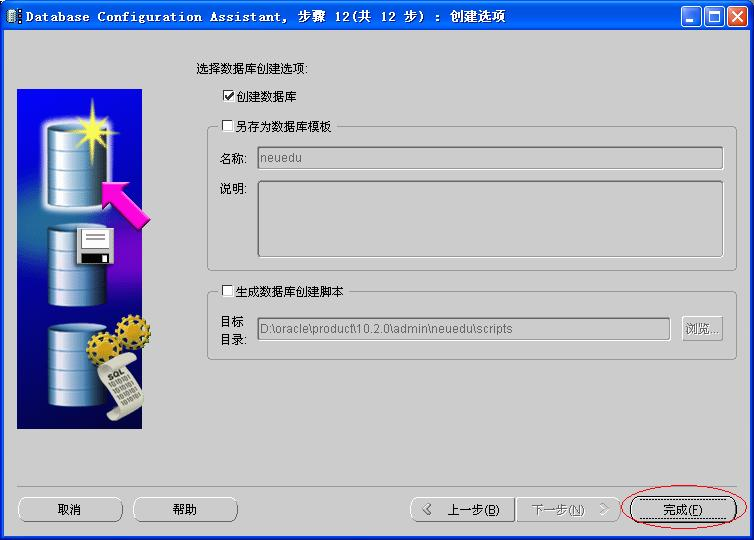 Database Configuration Assistant, 步骤 12(共 12 步) : 创建选项
选择数据库创建选项:
创建数据库
另存为数据库模板
名称: neuedu
说明:
生成数据库创建脚本
目标
目录: D:\oracle\product\10.2.0\admin\neuedu\scripts 浏览...
SQL
取消 帮助 上一步(B) 下一步(N) 完成(F)